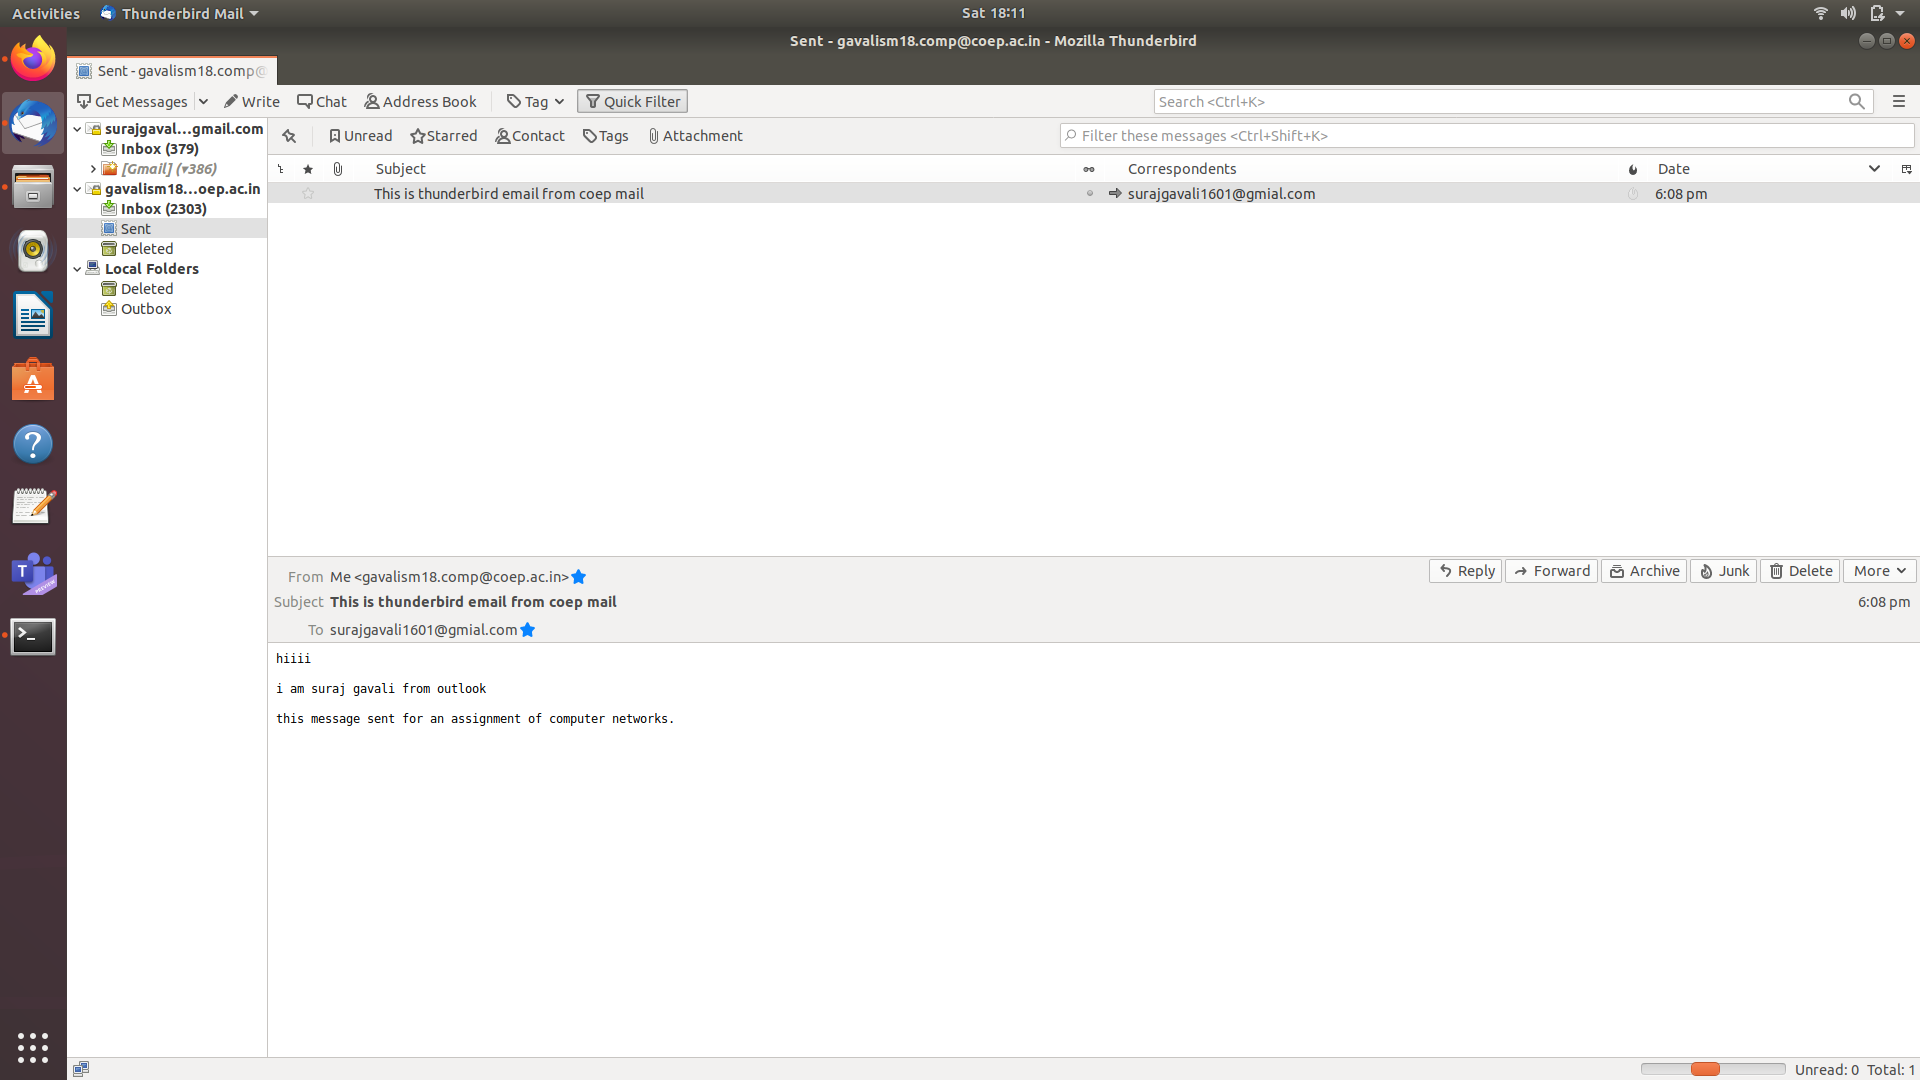 Activities Thunderbird Mail Sat 18:11
Sent - gavalism18.comp@coep.ac.in - Mozilla Thunderbird
Sent - gavalism18.comp@
Get Messages Write Chat Address Book Tag Quick Filter Search <Ctrl+K>
surajgaval...gmail.com
Inbox (379)
[Gmail] (▾386)
gavalism18...oep.ac.in
Inbox (2303)
Sent
Deleted
Local Folders
Deleted
Outbox
Unread Starred Contact Tags Attachment Filter these messages <Ctrl+Shift+K>
Subject Correspondents Date
This is thunderbird email from coep mail surajgavali1601@gmial.com 6:08 pm
From Me <gavalism18.comp@coep.ac.in> Reply Forward Archive Junk Delete More
Subject This is thunderbird email from coep mail 6:08 pm
To surajgavali1601@gmial.com
hiiii
i am suraj gavali from outlook
this message sent for an assignment of computer networks.
Unread: 0 Total: 1